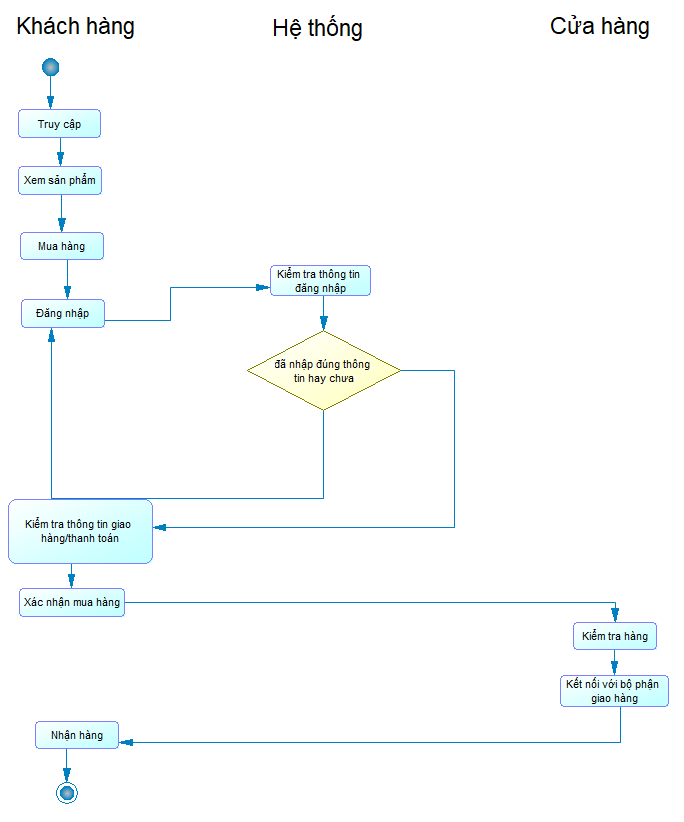 Khách hàng
Hệ thống
Cửa hàng
Truy cập
Xem sản phẩm
Mua hàng
Đăng nhập
Kiểm tra thông tin
đăng nhập
đã nhập đúng thông
tin hay chưa
Kiểm tra thông tin giao
hàng/thanh toán
Xác nhận mua hàng
Kiểm tra hàng
Kết nối với bộ phận
giao hàng
Nhận hàng